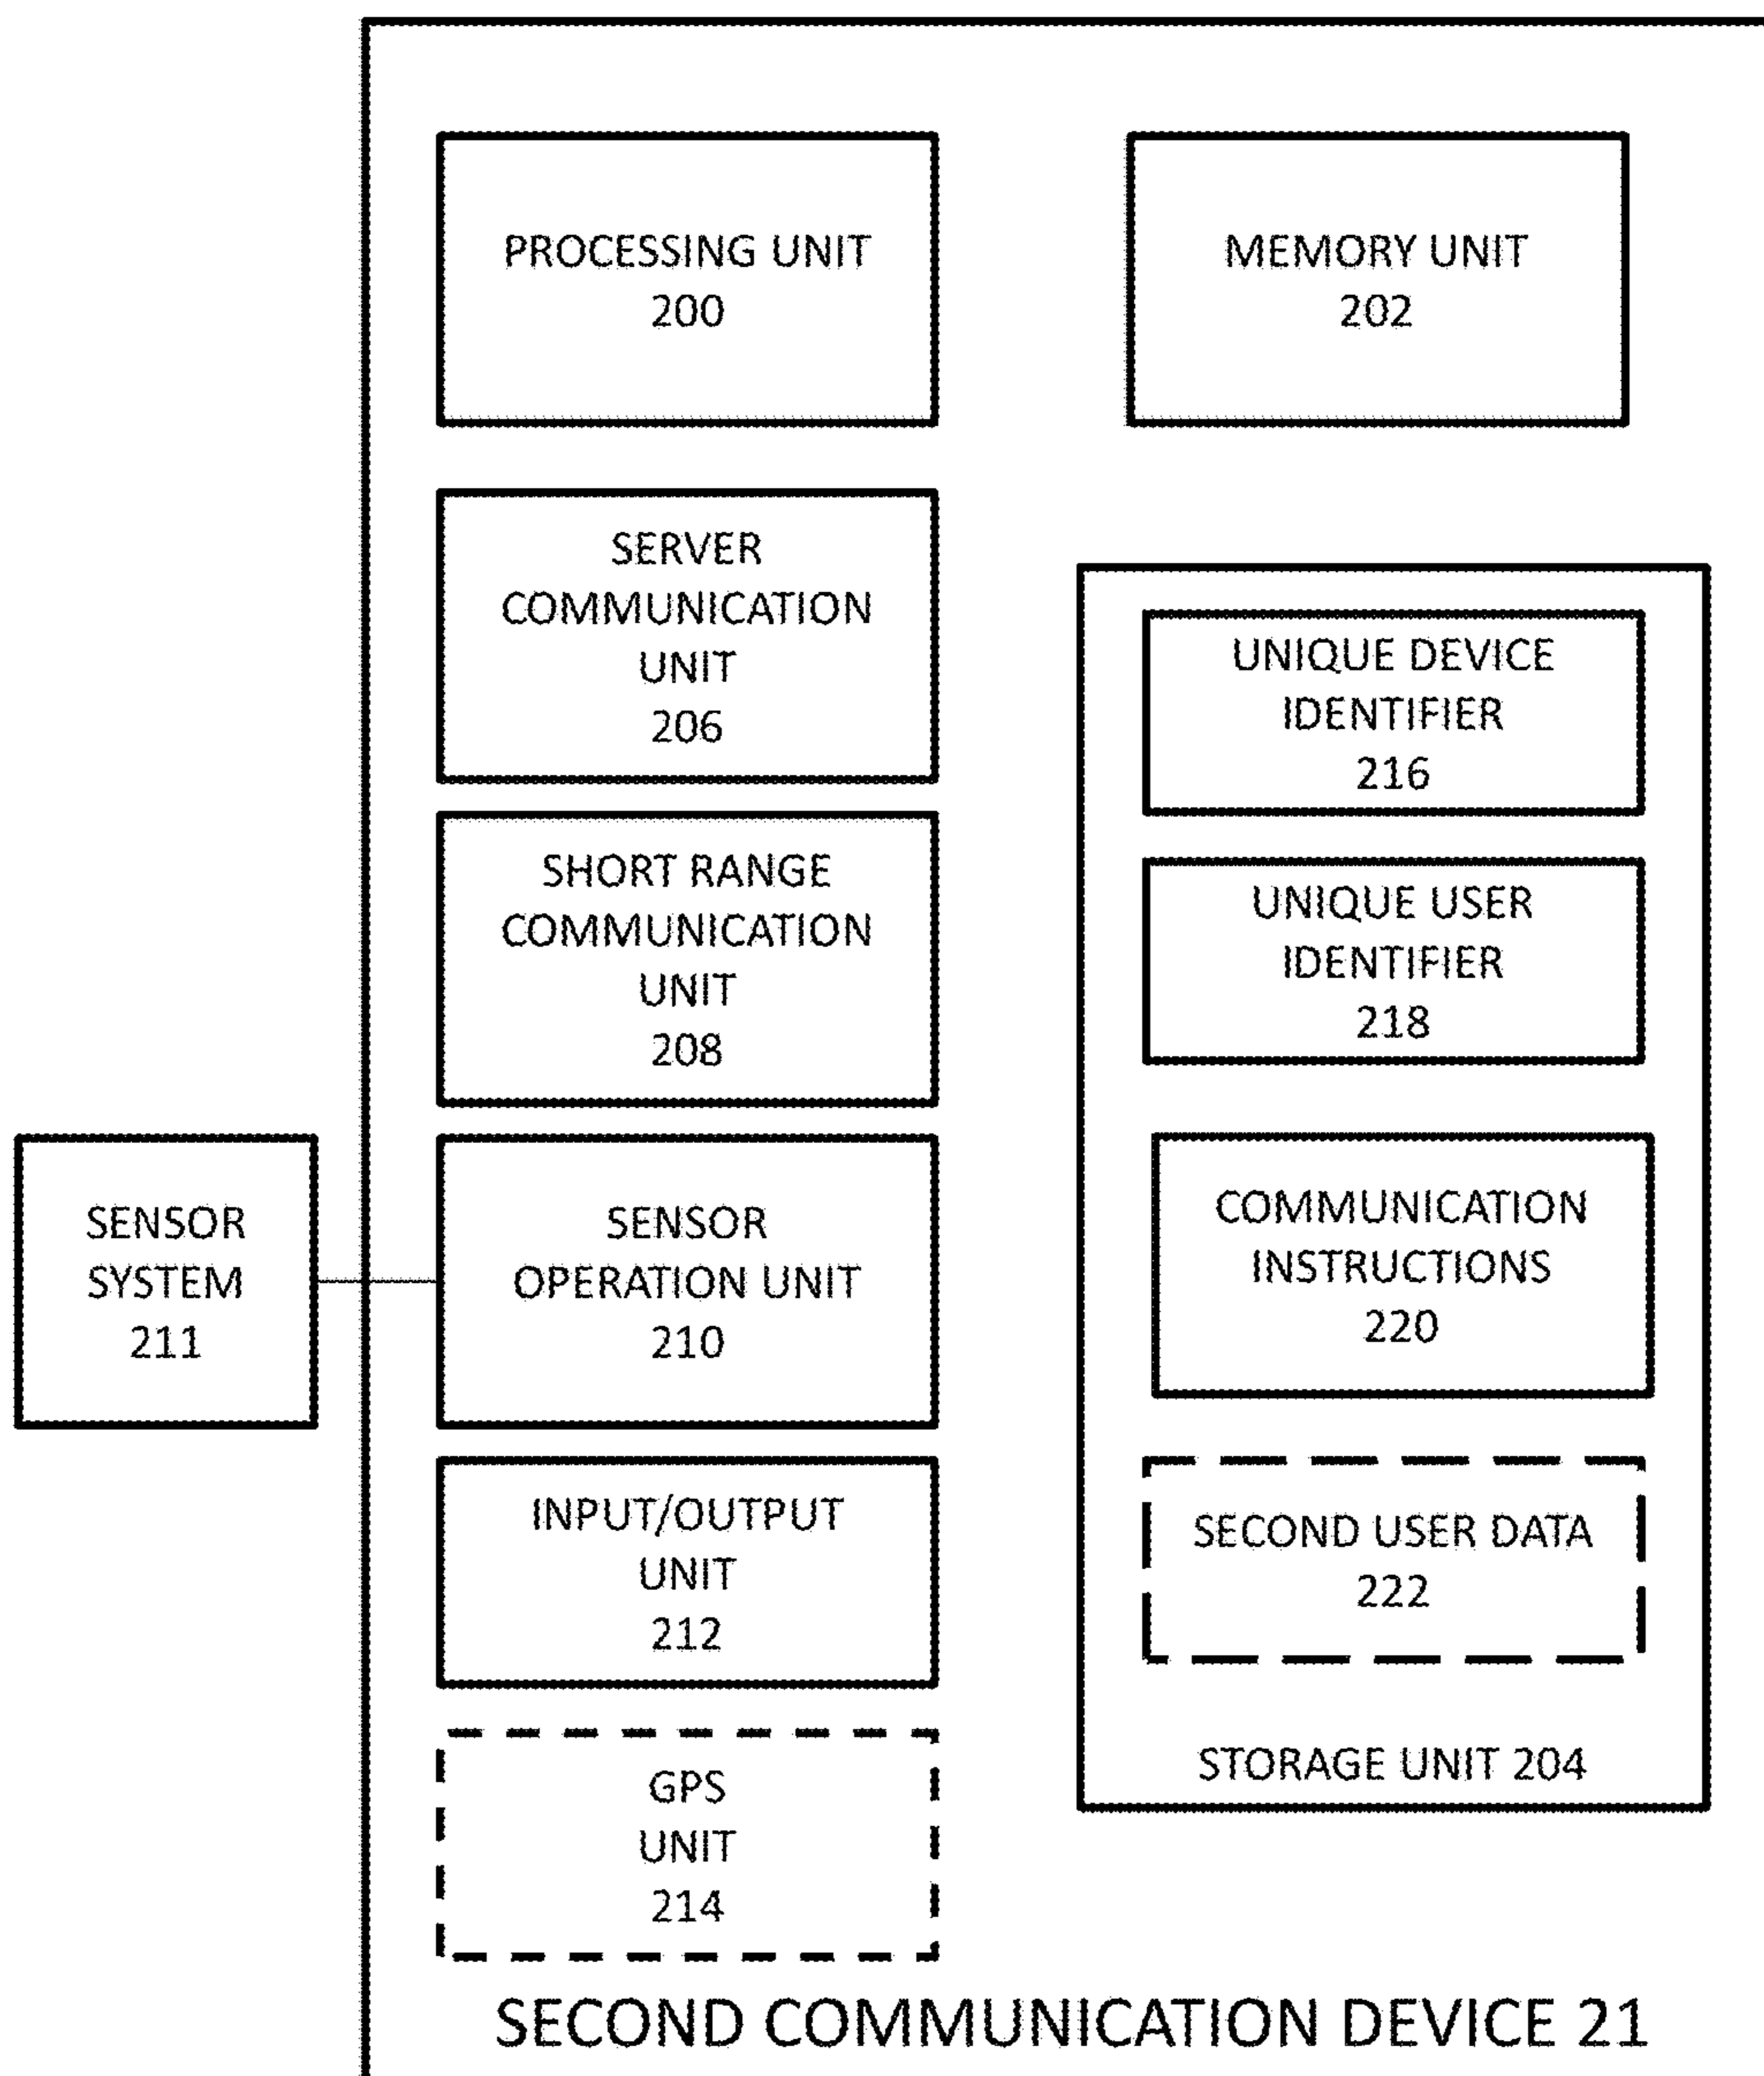 PROCESSING UNIT
200
MEMORY UNIT
202
SERVER
COMMUNICATION
UNIT
206
SHORT RANGE
COMMUNICATION
UNIT
208
SENSOR
SYSTEM
211
SENSOR
OPERATION UNIT
210
INPUT/OUTPUT
UNIT
212
GPS
UNIT
214
UNIQUE DEVICE
IDENTIFIER
216
UNIQUE USER
IDENTIFIER
218
COMMUNICATION
INSTRUCTIONS
220
SECOND USER DATA
222
STORAGE UNIT 204
SECOND COMMUNICATION DEVICE 21